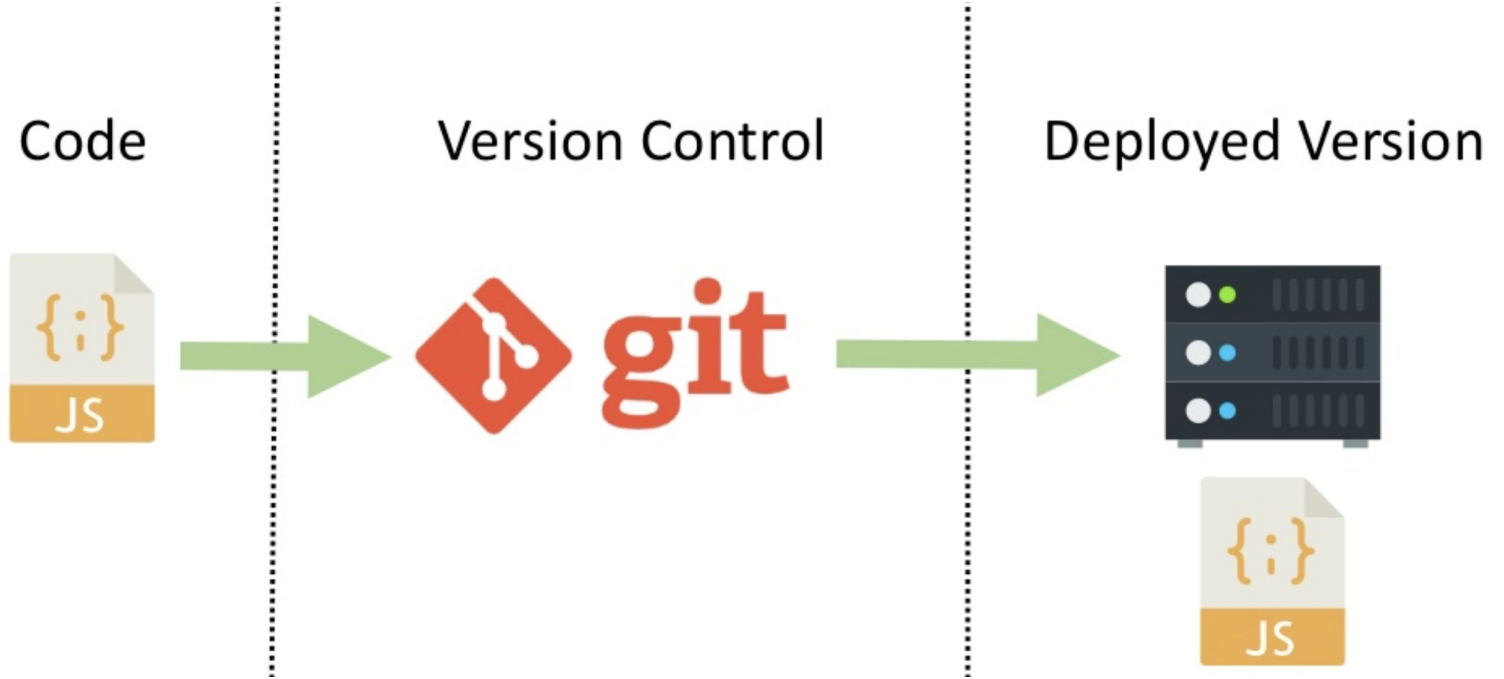 Code
Version Control
Deployed Version
{;}
JS
git
{;}
JS